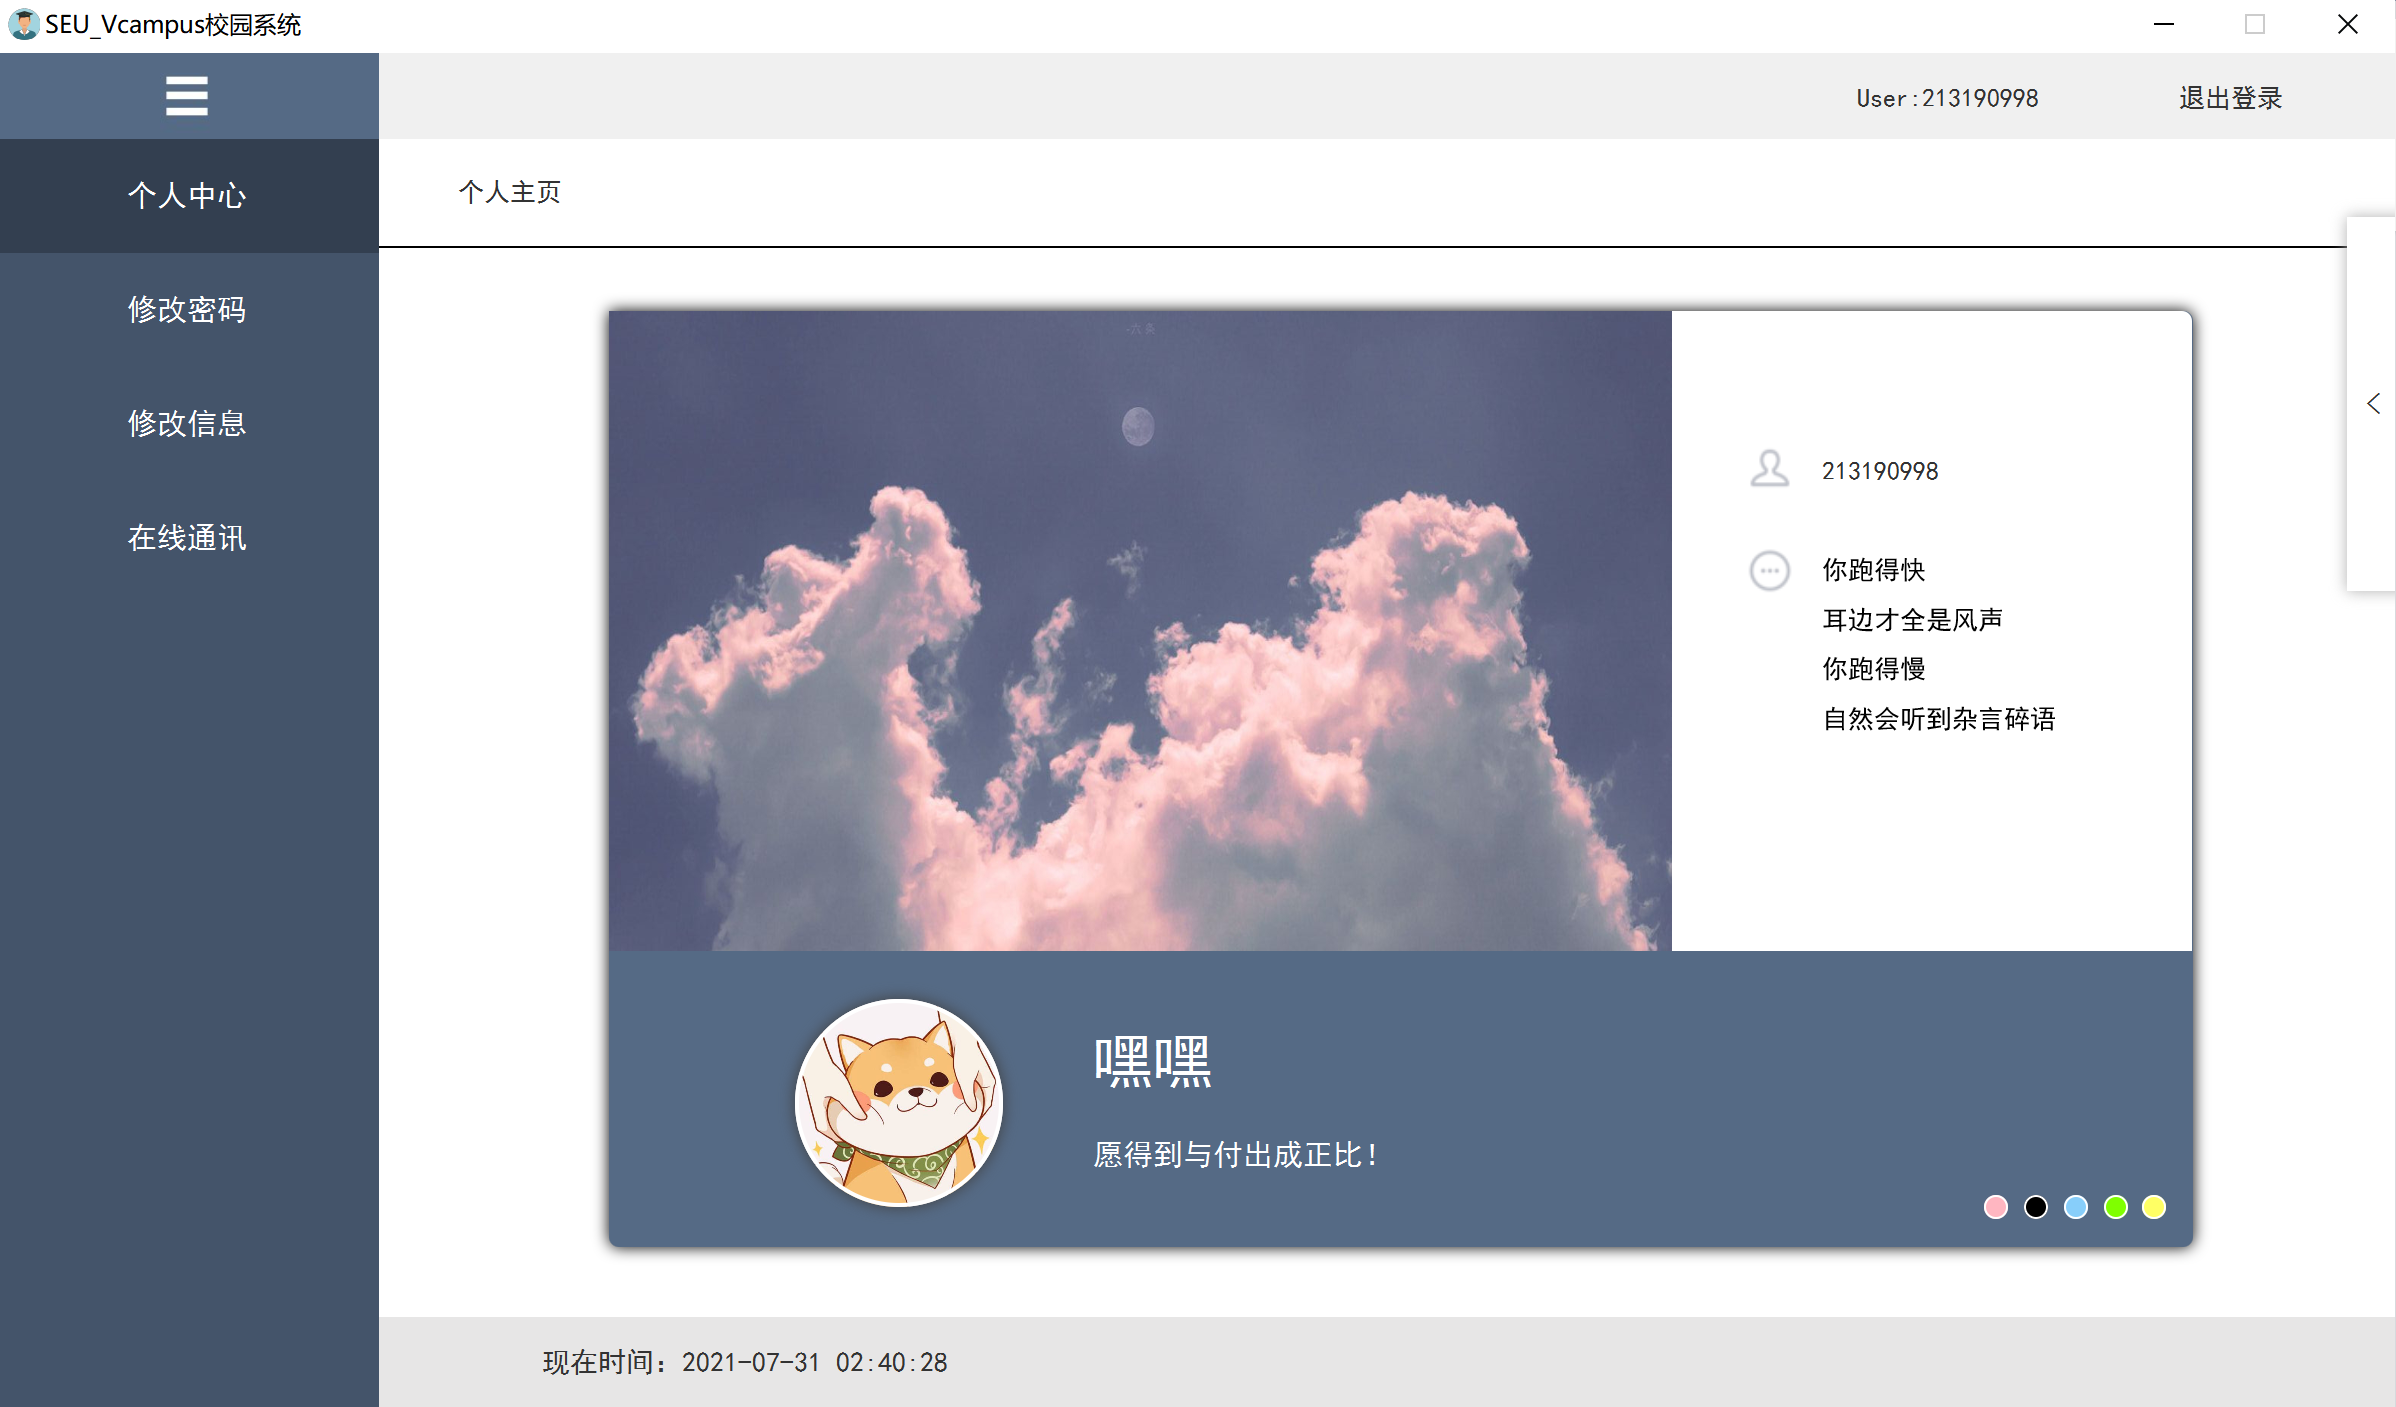 SEU_Vcampus校园系统
User:213190998
退出登录
个人中心
修改密码
修改信息
在线通讯
个人主页
213190998
你跑得快
耳边才全是风声
你跑得慢
自然会听到杂言碎语
嘿嘿
愿得到与付出成正比！
现在时间：2021-07-31 02:40:28